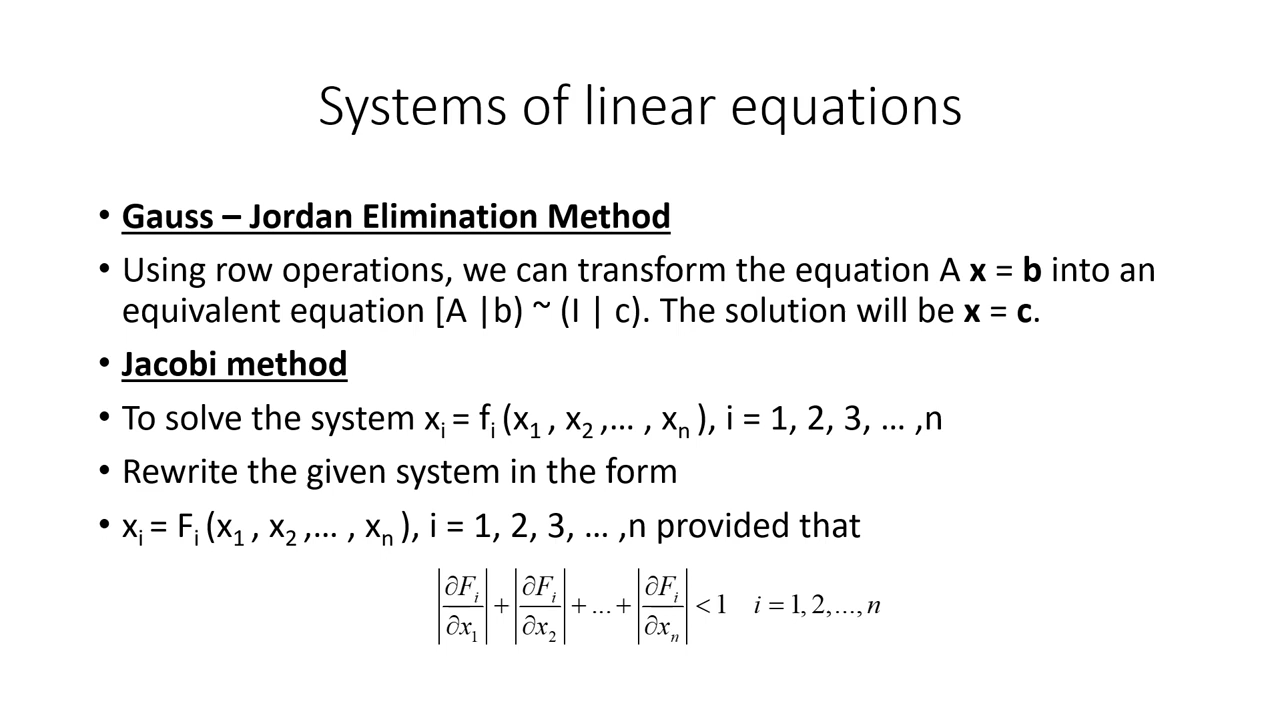 Systems of linear equations
• Gauss – Jordan Elimination Method
• Using row operations, we can transform the equation A x = b into an
equivalent equation [A |b) ~ (I | c). The solution will be x = c.
• Jacobi method
• To solve the system xᵢ = fᵢ (x₁ , x₂ ,… , xₙ ), i = 1, 2, 3, … ,n
• Rewrite the given system in the form
• xᵢ = Fᵢ (x₁ , x₂ ,… , xₙ ), i = 1, 2, 3, … ,n provided that
|∂Fᵢ/∂x₁| + |∂Fᵢ/∂x₂| + ... + |∂Fᵢ/∂xₙ| < 1 i = 1, 2,..., n